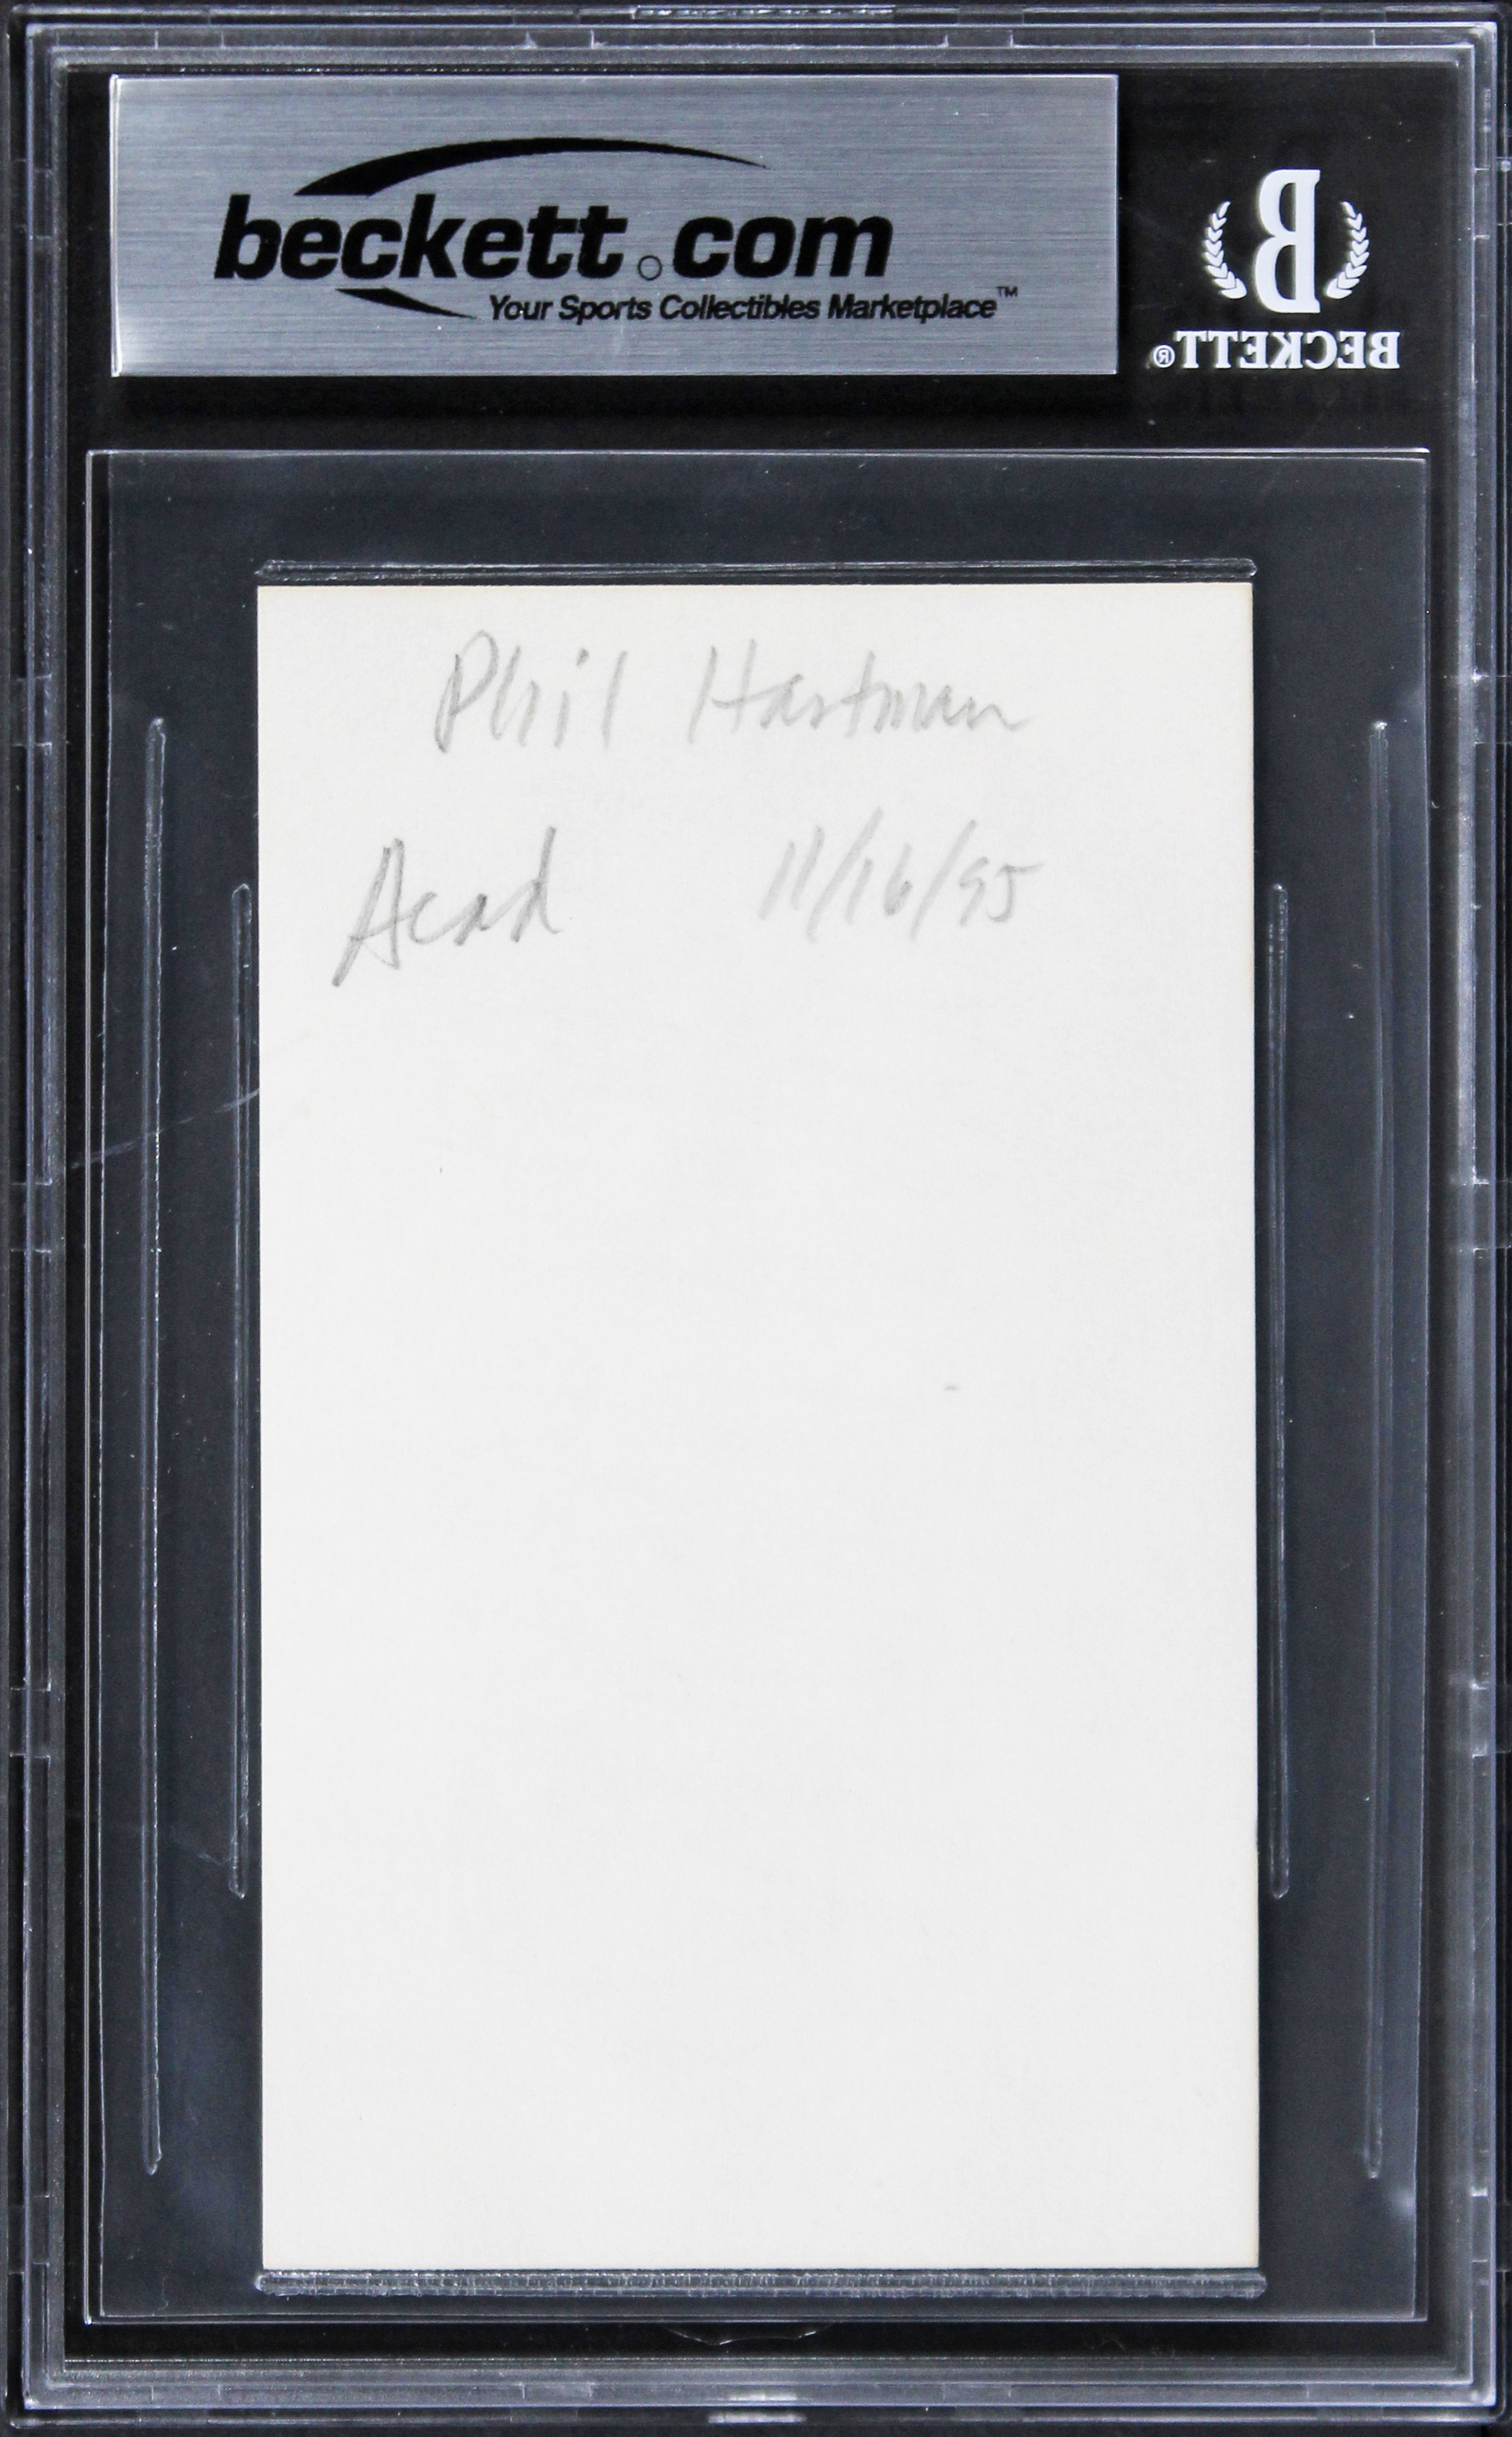 beckett.com
Your Sports Collectibles Marketplace™
BECKETT®
Phil Hartman
Acad 11/16/95